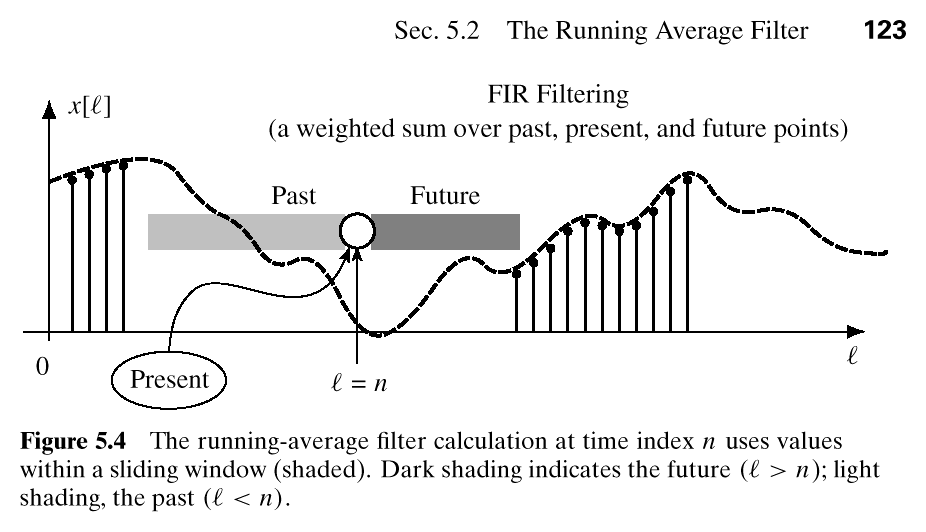 Sec. 5.2 The Running Average Filter 123
x[ℓ]
FIR Filtering
(a weighted sum over past, present, and future points)
Past
Future
0
Present
ℓ = n
ℓ
Figure 5.4 The running-average filter calculation at time index n uses values
within a sliding window (shaded). Dark shading indicates the future (ℓ > n); light
shading, the past (ℓ < n).